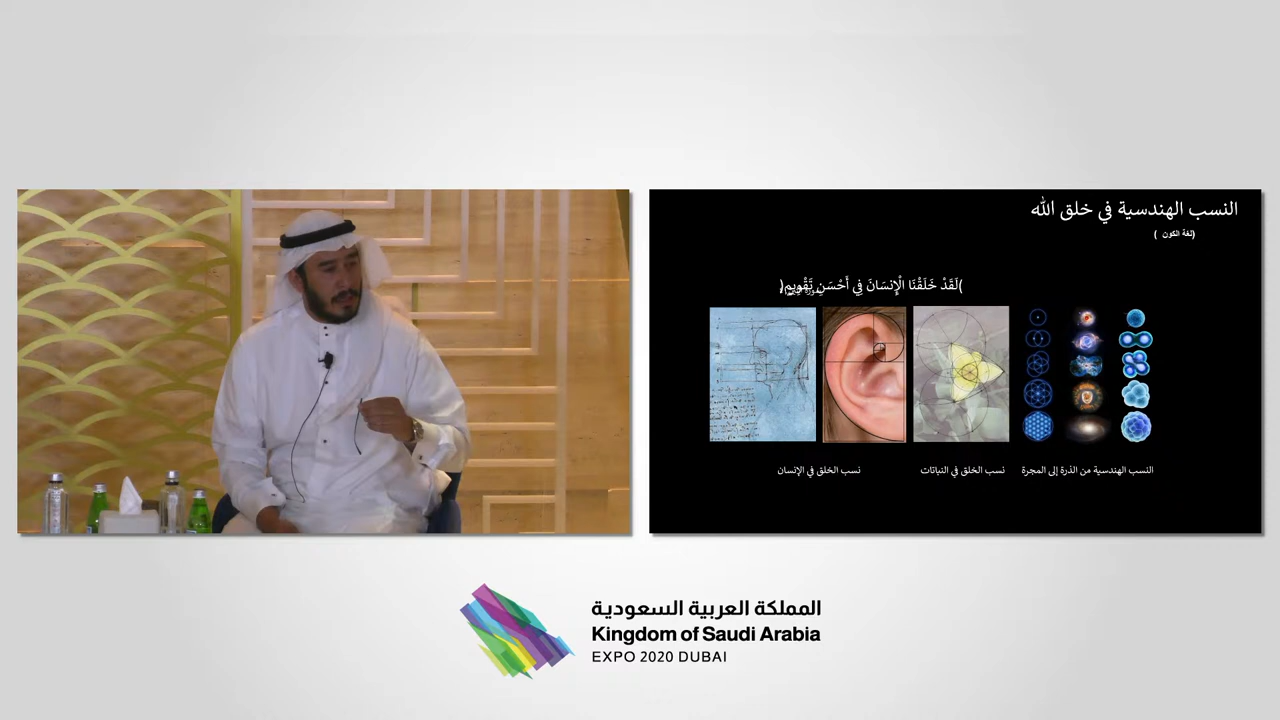 النسب الهندسية في خلق الله
(لغة الكون )
)لَقَدْ خَلَقْنَا الْإِنسَانَ فِي أَحْسَنِ تَقْوِيمٍ(
نسب الخلق في الإنسان
نسب الخلق في النباتات
النسب الهندسية من الذرة إلى المجرة
المملكة العربية السعودية
Kingdom of Saudi Arabia
EXPO 2020 DUBAI